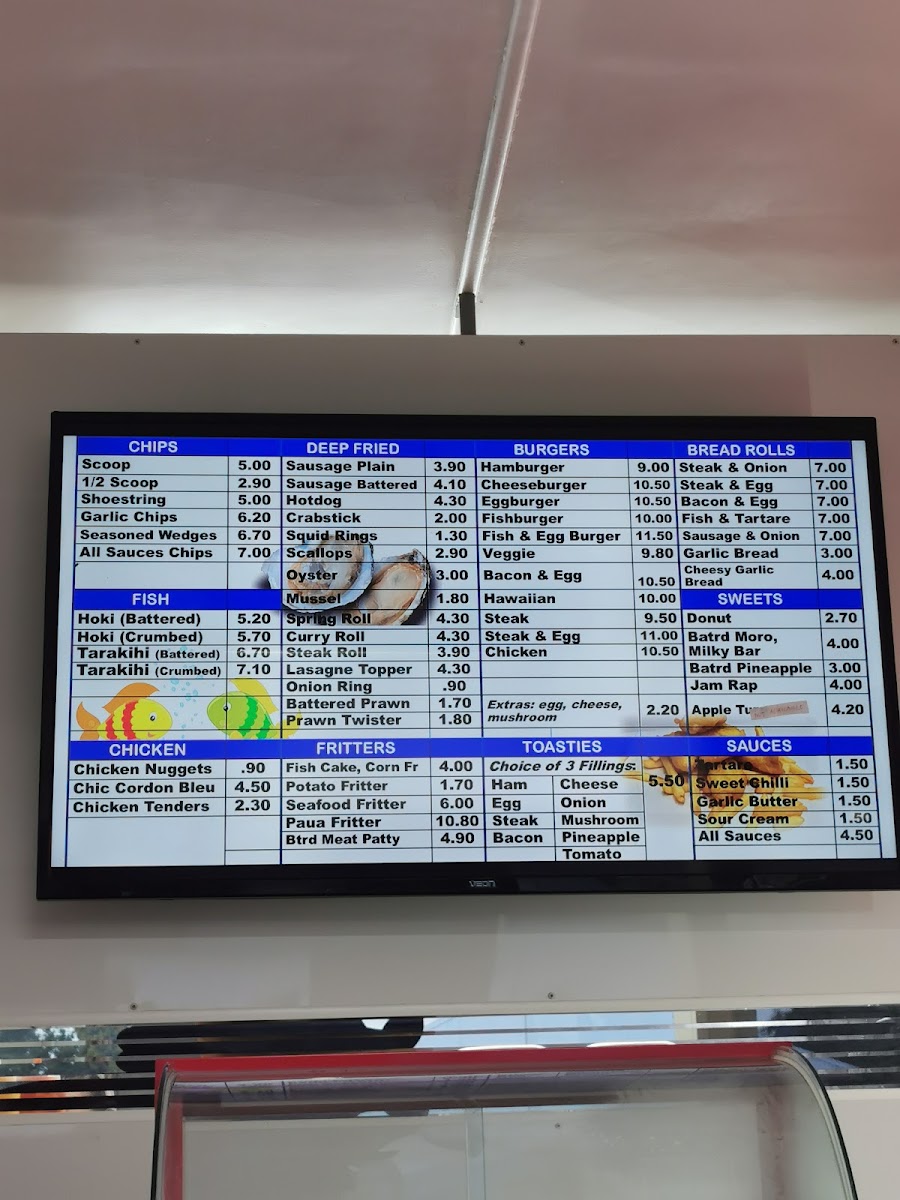 CHIPS
Scoop 5.00
1/2 Scoop 2.90
Shoestring 5.00
Garlic Chips 6.20
Seasoned Wedges 6.70
All Sauces Chips 7.00
FISH
Hoki (Battered) 5.20
Hoki (Crumbed) 5.70
Tarakihi (Battered) 6.70
Tarakihi (Crumbed) 7.10
CHICKEN
Chicken Nuggets .90
Chic Cordon Bleu 4.50
Chicken Tenders 2.30
DEEP FRIED
Sausage Plain 3.90
Sausage Battered 4.10
Hotdog 4.30
Crabstick 2.00
Squid Rings 1.30
Scallops 2.90
Oyster 3.00
Mussel 1.80
Spring Roll 4.30
Curry Roll 4.30
Steak Roll 3.90
Lasagne Topper 4.30
Onion Ring .90
Battered Prawn 1.70
Prawn Twister 1.80
FRITTERS
Fish Cake, Corn Fr 4.00
Potato Fritter 1.70
Seafood Fritter 6.00
Paua Fritter 10.80
Btrd Meat Patty 4.90
BURGERS
Hamburger 9.00
Cheeseburger 10.50
Eggburger 10.50
Fishburger 10.00
Fish & Egg Burger 11.50
Veggie 9.80
Bacon & Egg 10.50
Hawaiian 10.00
Steak 9.50
Steak & Egg 11.00
Chicken 10.50
Extras: egg, cheese, 2.20
mushroom
TOASTIES
Choice of 3 Fillings: 5.50
Ham Cheese
Egg Onion
Steak Mushroom
Bacon Pineapple
Tomato
BREAD ROLLS
Steak & Onion 7.00
Steak & Egg 7.00
Bacon & Egg 7.00
Fish & Tartare 7.00
Sausage & Onion 7.00
Garlic Bread 3.00
Cheesy Garlic 4.00
Bread
SWEETS
Donut 2.70
Batrd Moro, 4.00
Milky Bar
Batrd Pineapple 3.00
Jam Rap 4.00
Apple 4.20
SAUCES
Tartare 1.50
Sweet Chilli 1.50
Garlic Butter 1.50
Sour Cream 1.50
All Sauces 4.50
VEON